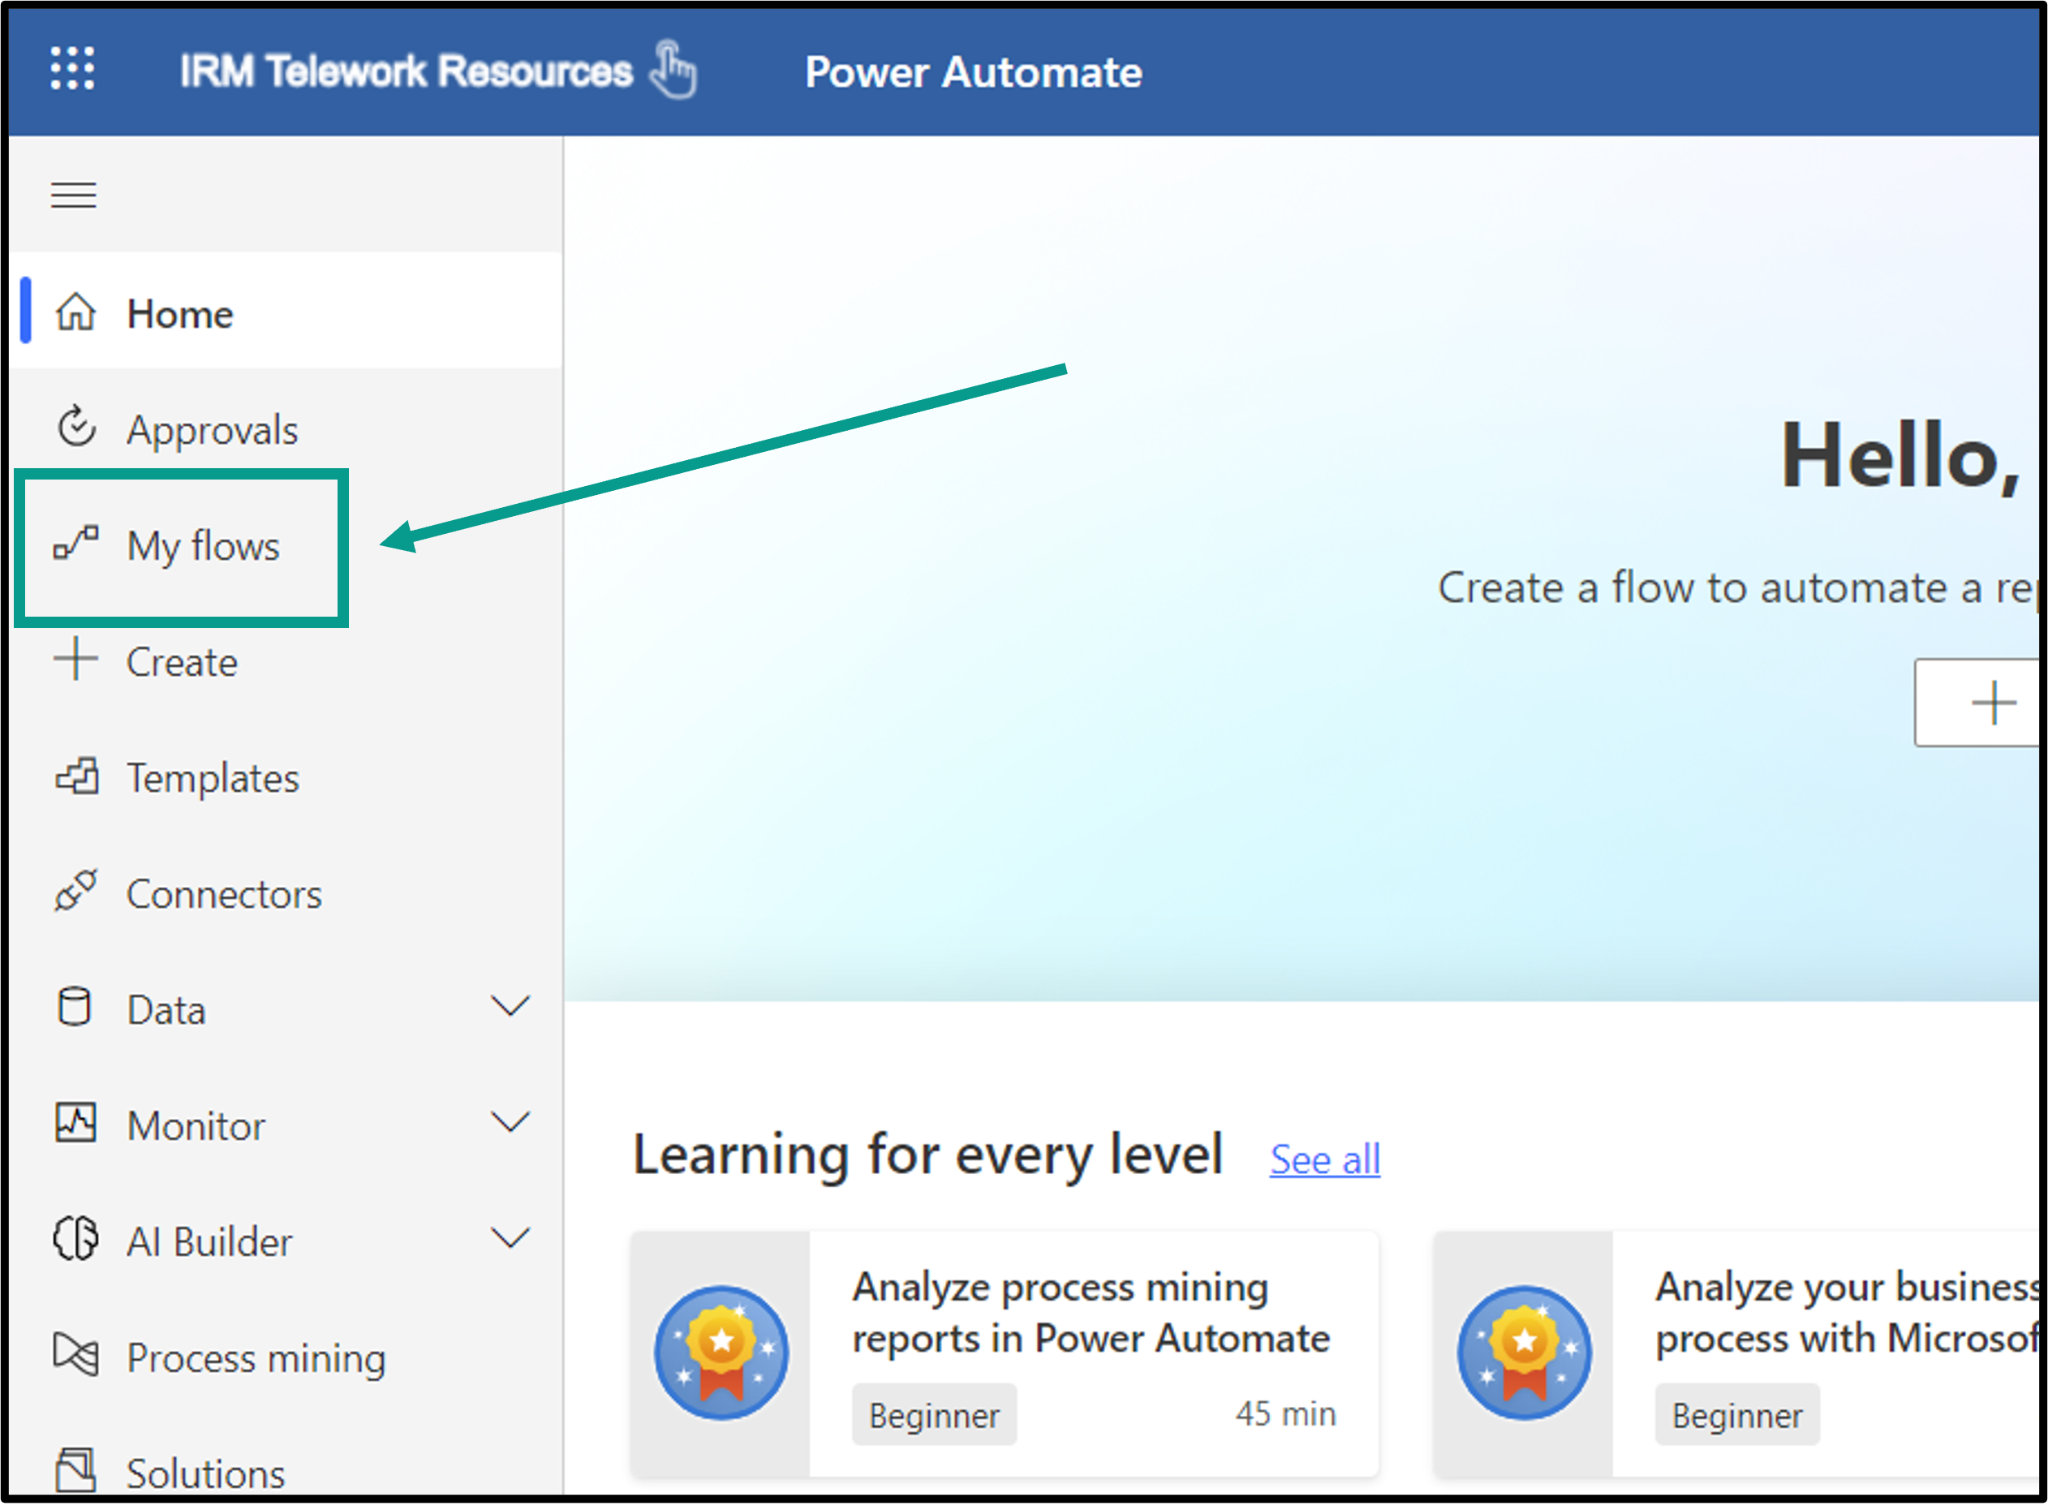 IRM Telework Resources Power Automate
Home
Approvals
My flows
Create
Templates
Connectors
Data
Monitor
AI Builder
Process mining
Solutions
Hello,
Create a flow to automate a rep
Learning for every level See all
Analyze process mining
reports in Power Automate
Beginner 45 min
Analyze your business
process with Microsof
Beginner